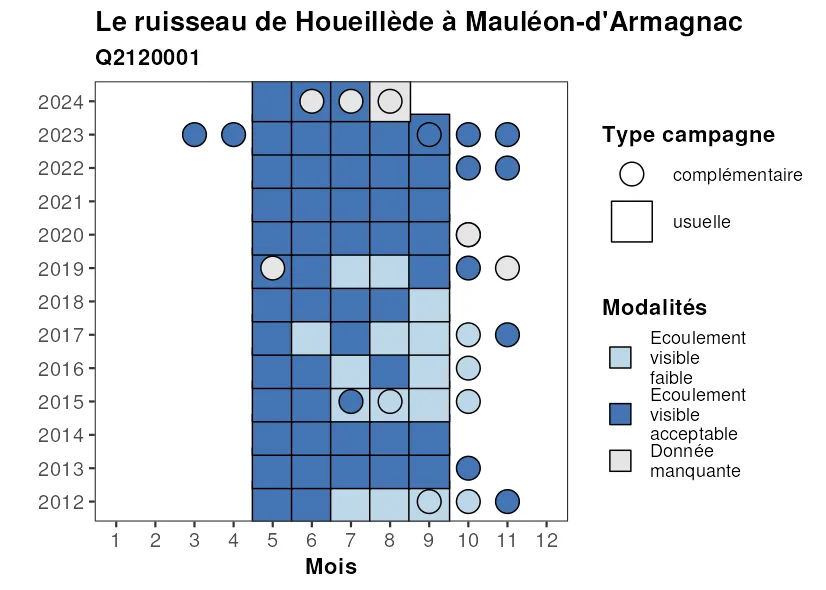 Le ruisseau de Houeillède à Mauléon-d'Armagnac
Q2120001
2024
2023
2022
2021
2020
2019
2018
2017
2016
2015
2014
2013
2012
1 2 3 4 5 6 7 8 9 10 11 12
Mois
Type campagne
complémentaire
usuelle
Modalités
Ecoulement
visible
faible
Ecoulement
visible
acceptable
Donnée
manquante